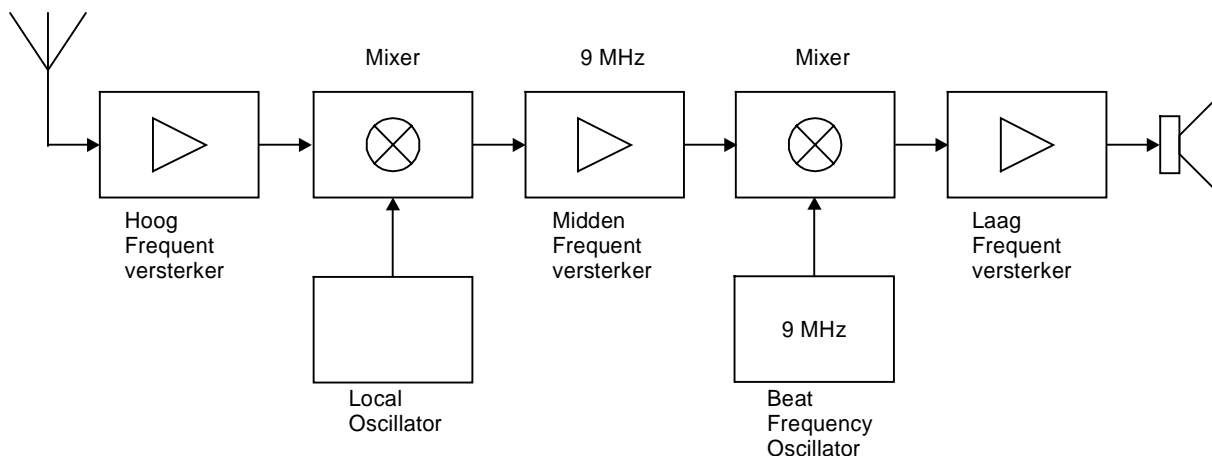 Mixer
9 MHz
Mixer
Hoog
Frequent
versterker
Midden
Frequent
versterker
Laag
Frequent
versterker
9 MHz
Local
Oscillator
Beat
Frequency
Oscillator